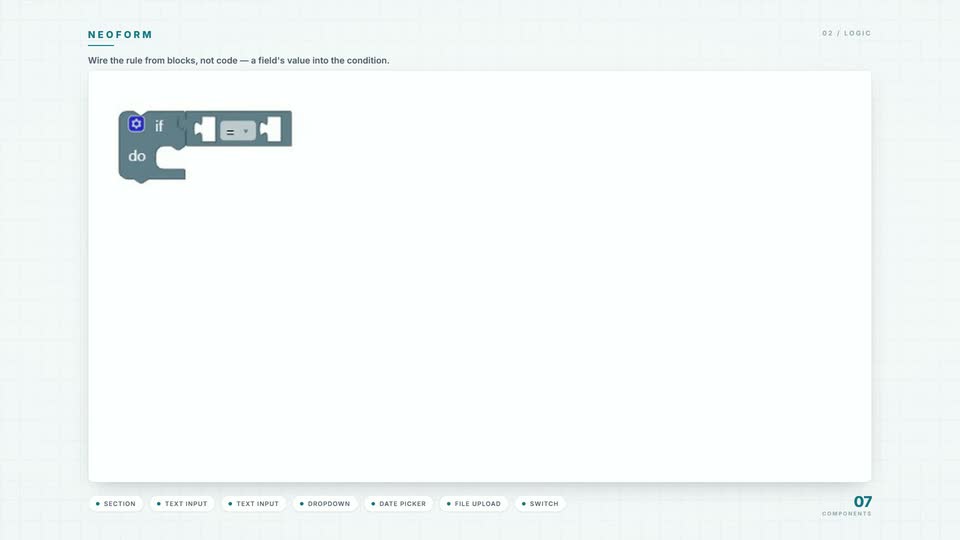 NEOFORM
02 / LOGIC
Wire the rule from blocks, not code — a field's value into the condition.
if
=
do
SECTION
TEXT INPUT
TEXT INPUT
DROPDOWN
DATE PICKER
FILE UPLOAD
SWITCH
07
COMPONENTS